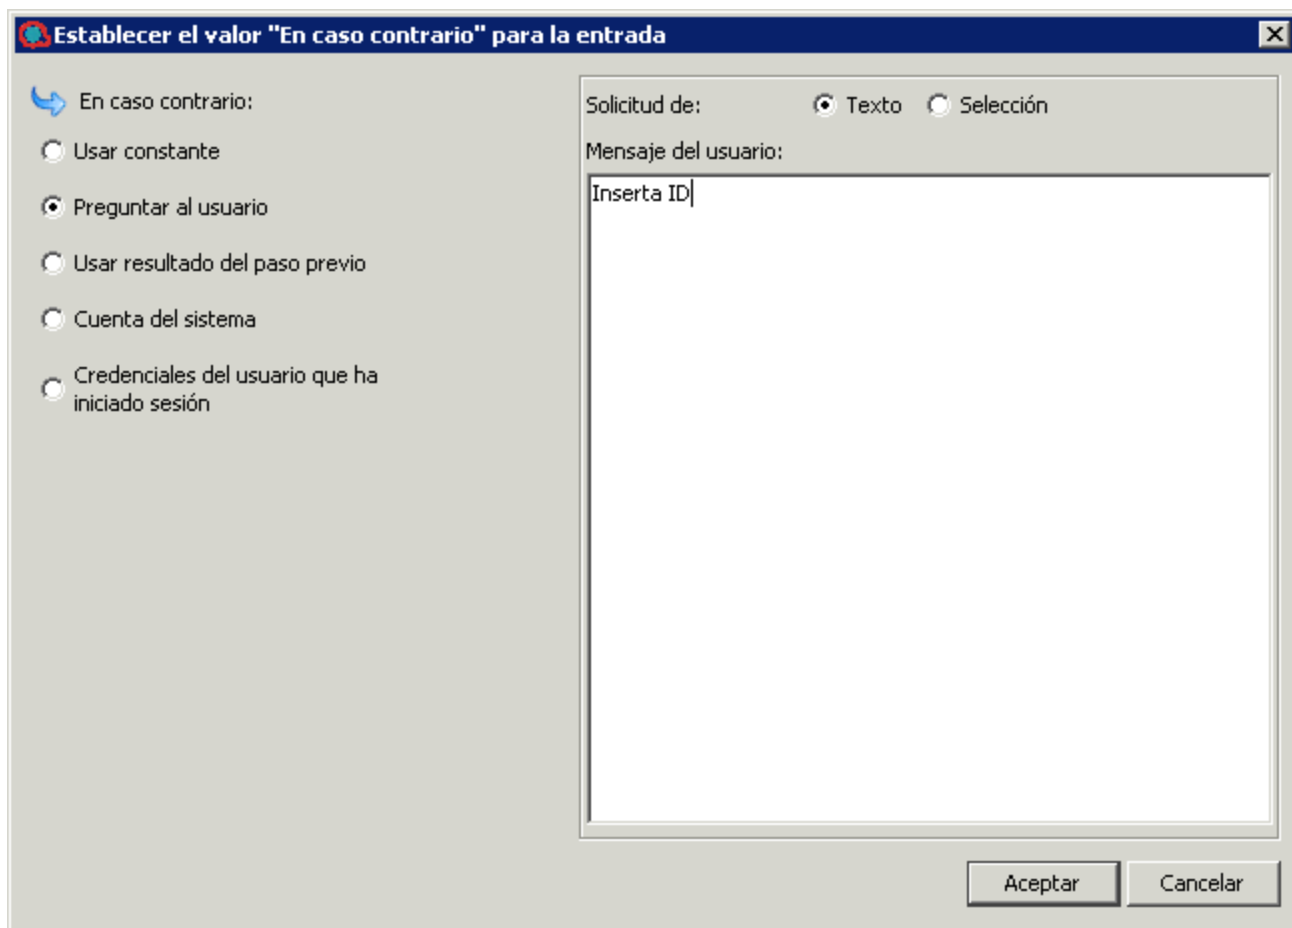 Establecer el valor "En caso contrario" para la entrada
En caso contrario:
Usar constante
Preguntar al usuario
Usar resultado del paso previo
Cuenta del sistema
Credenciales del usuario que ha
iniciado sesión
Solicitud de:
Texto
Selección
Mensaje del usuario:
Inserta ID
Aceptar
Cancelar